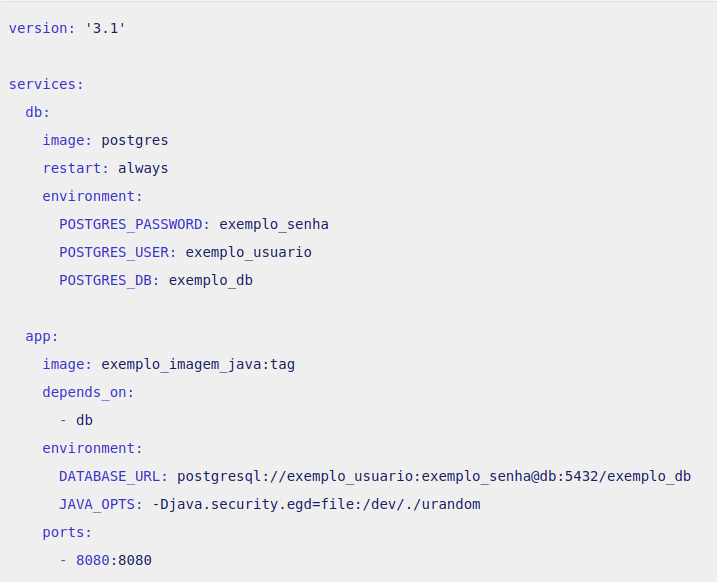 version: '3.1'
services:
db:
image: postgres
restart: always
environment:
POSTGRES_PASSWORD: exemplo_senha
POSTGRES_USER: exemplo_usuario
POSTGRES_DB: exemplo_db
app:
image: exemplo_imagem_java:tag
depends_on:
- db
environment:
DATABASE_URL: postgresql://exemplo_usuario:exemplo_senha@db:5432/exemplo_db
JAVA_OPTS: -Djava.security.egd=file:/dev/./urandom
ports:
- 8080:8080